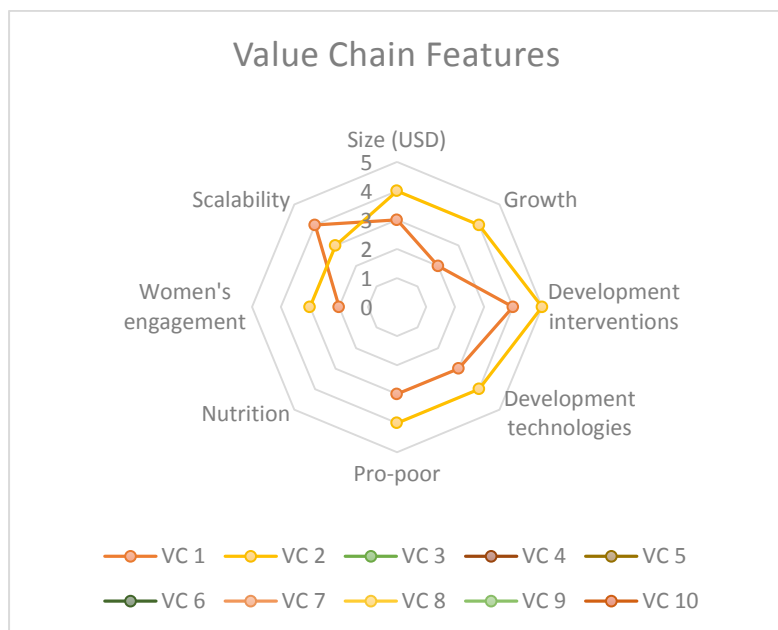 Value Chain Features
Size (USD)
5
4
3
2
1
0
Growth
Development
interventions
Development
technologies
Pro-poor
Nutrition
Women's
engagement
Scalability
VC 1 VC 2 VC 3 VC 4 VC 5
VC 6 VC 7 VC 8 VC 9 VC 10